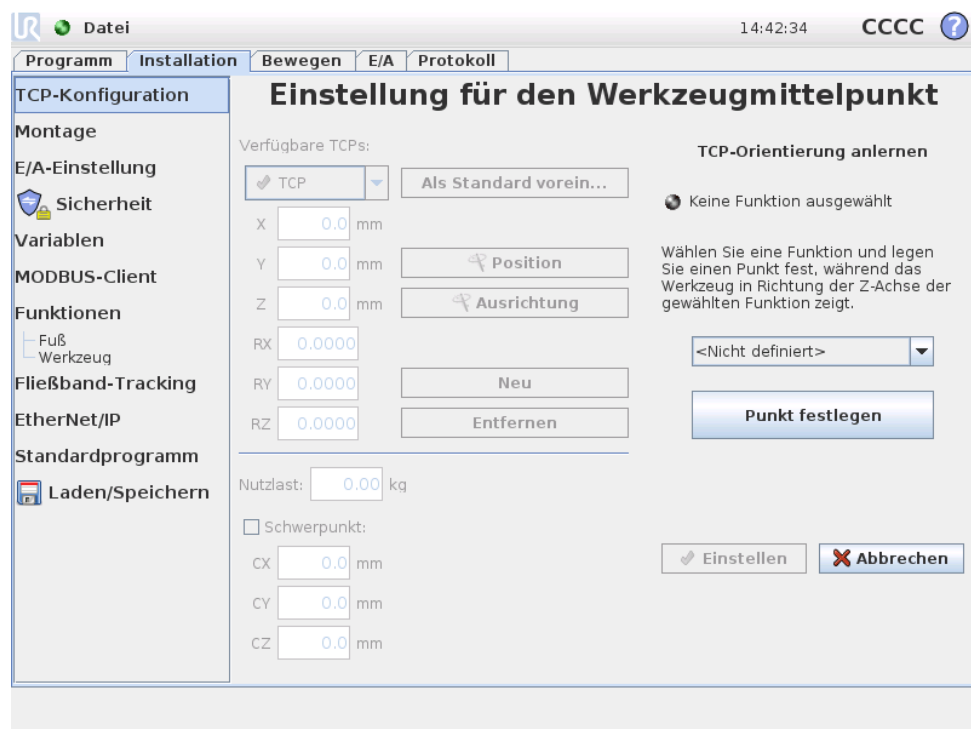 UR Datei 14:42:34 CCCC ?
Programm Installation Bewegen E/A Protokoll
TCP-Konfiguration
Montage
E/A-Einstellung
Sicherheit
Variablen
MODBUS-Client
Funktionen
Fuß
Werkzeug
Fließband-Tracking
EtherNet/IP
Standardprogramm
Laden/Speichern
Einstellung für den Werkzeugmittelpunkt
Verfügbare TCPs:
TCP Als Standard vorein...
X 0.0 mm
Y 0.0 mm Position
Z 0.0 mm Ausrichtung
RX 0.0000
RY 0.0000 Neu
RZ 0.0000 Entfernen
Nutzlast: 0.00 kg
Schwerpunkt:
CX 0.0 mm
CY 0.0 mm
CZ 0.0 mm
TCP-Orientierung anlernen
Keine Funktion ausgewählt
Wählen Sie eine Funktion und legen
Sie einen Punkt fest, während das
Werkzeug in Richtung der Z-Achse der
gewählten Funktion zeigt.
<Nicht definiert>
Punkt festlegen
Einstellen Abbrechen